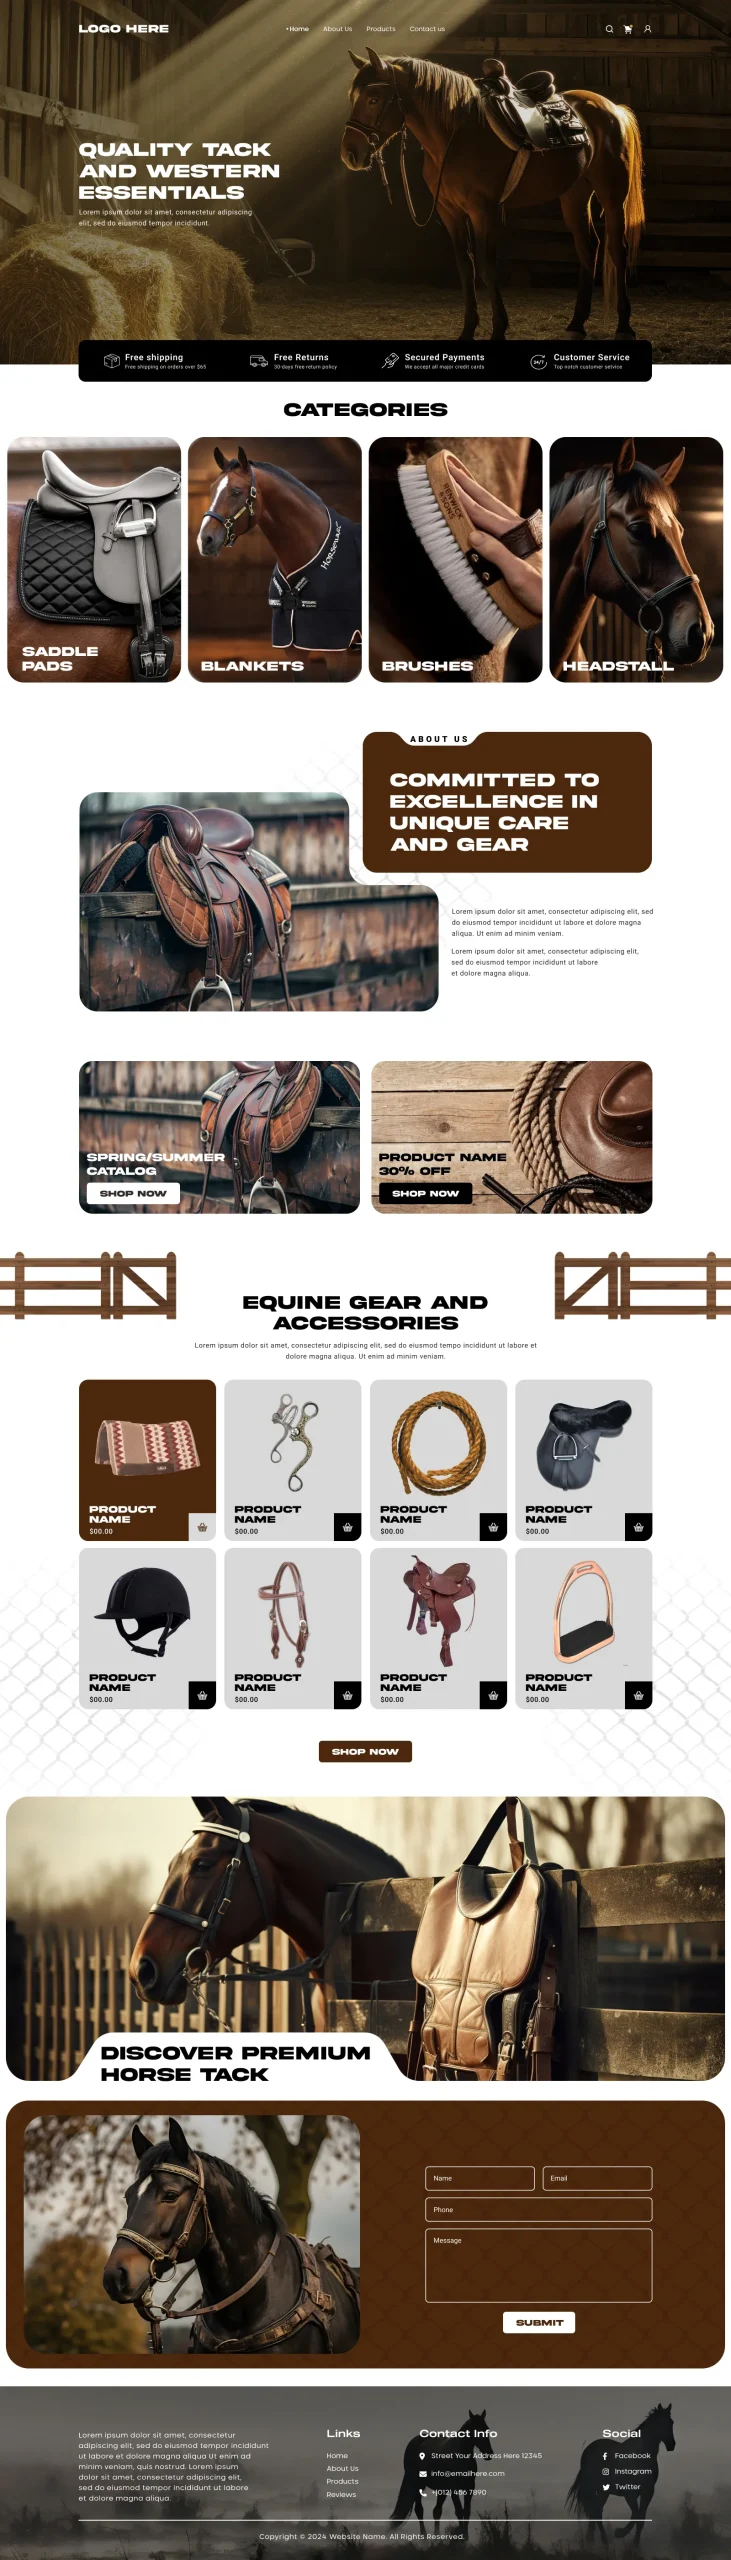 LOGO HERE
• Home
About Us
Products
Contact us
QUALITY TACK
AND WESTERN
ESSENTIALS
Lorem ipsum dolor sit amet, consectetur adipiscing
elit, sed do eiusmod tempor incididunt.
Free shipping
Free shipping on orders over $65
Free Returns
30-days free return policy
Secured Payments
We accept all major credit cards
24/7
Customer Service
Top notch customer service
CATEGORIES
SADDLE
PADS
BLANKETS
BRUSHES
HEADSTALL
ABOUT US
COMMITTED TO
EXCELLENCE IN
UNIQUE CARE
AND GEAR
Lorem ipsum dolor sit amet, consectetur adipiscing elit, sed
do eiusmod tempor incididunt ut labore et dolore magna
aliqua. Ut enim ad minim veniam.
Lorem ipsum dolor sit amet, consectetur adipiscing elit,
sed do eiusmod tempor incididunt ut labore
et dolore magna aliqua.
SPRING/SUMMER
CATALOG
SHOP NOW
PRODUCT NAME
30% OFF
SHOP NOW
EQUINE GEAR AND
ACCESSORIES
Lorem ipsum dolor sit amet, consectetur adipiscing elit, sed do eiusmod tempo incididunt ut labore et
dolore magna aliqua. Ut enim ad minim veniam.
PRODUCT
NAME
$00.00
PRODUCT
NAME
$00.00
PRODUCT
NAME
$00.00
PRODUCT
NAME
$00.00
PRODUCT
NAME
$00.00
PRODUCT
NAME
$00.00
PRODUCT
NAME
$00.00
PRODUCT
NAME
$00.00
SHOP NOW
DISCOVER PREMIUM
HORSE TACK
Name
Email
Phone
Message
SUBMIT
Lorem ipsum dolor sit amet, consectetur
adipiscing elit, sed do eiusmod tempor incididunt
ut labore et dolore magna aliqua Ut enim ad
minim veniam, quis nostrud. Lorem ipsum
dolor sit amet, consectetur adipiscing elit,
sed do eiusmod tempor incididunt ut labore
et dolore magna aliqua.
Links
Home
About Us
Products
Reviews
Contact Info
Street Your Address Here 12345
info@emailhere.com
+(012) 456 7890
Social
Facebook
Instagram
Twitter
Copyright © 2024 Website Name. All Rights Reserved.